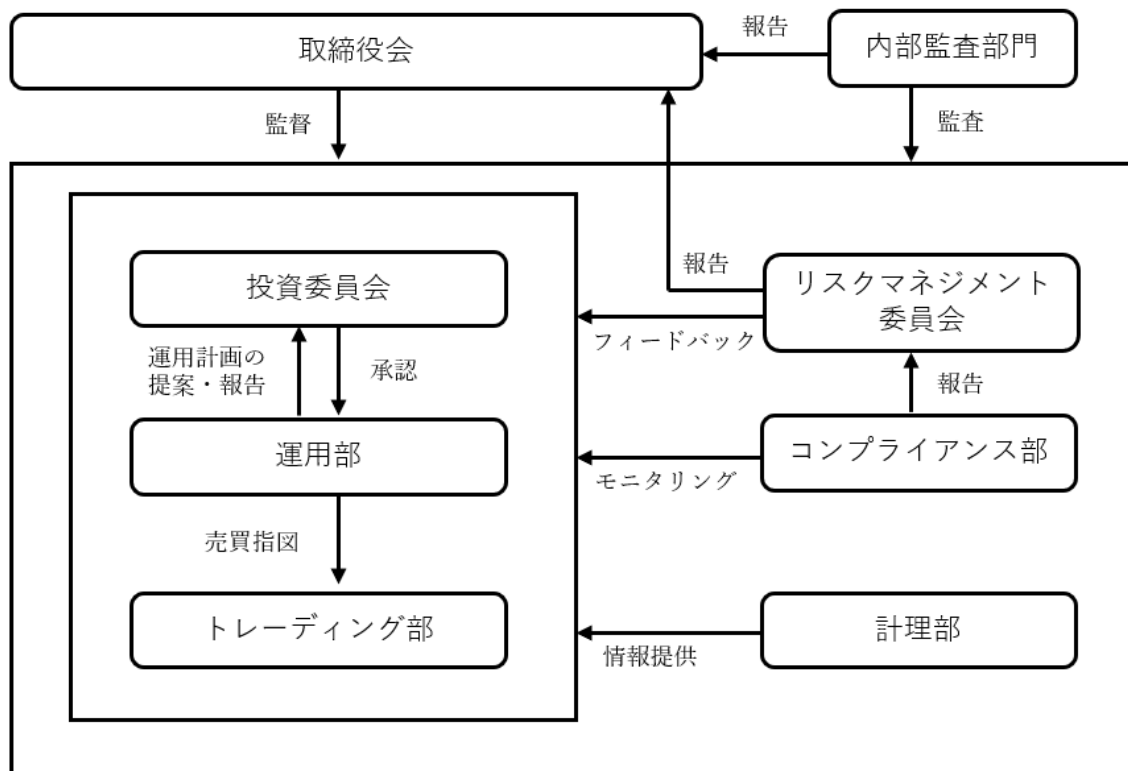 取締役会
報告
内部監査部門
監督
監査
投資委員会
報告
リスクマネジメント
委員会
フィードバック
運用計画の
提案・報告
承認
報告
運用部
コンプライアンス部
モニタリング
売買指図
トレーディング部
計理部
情報提供